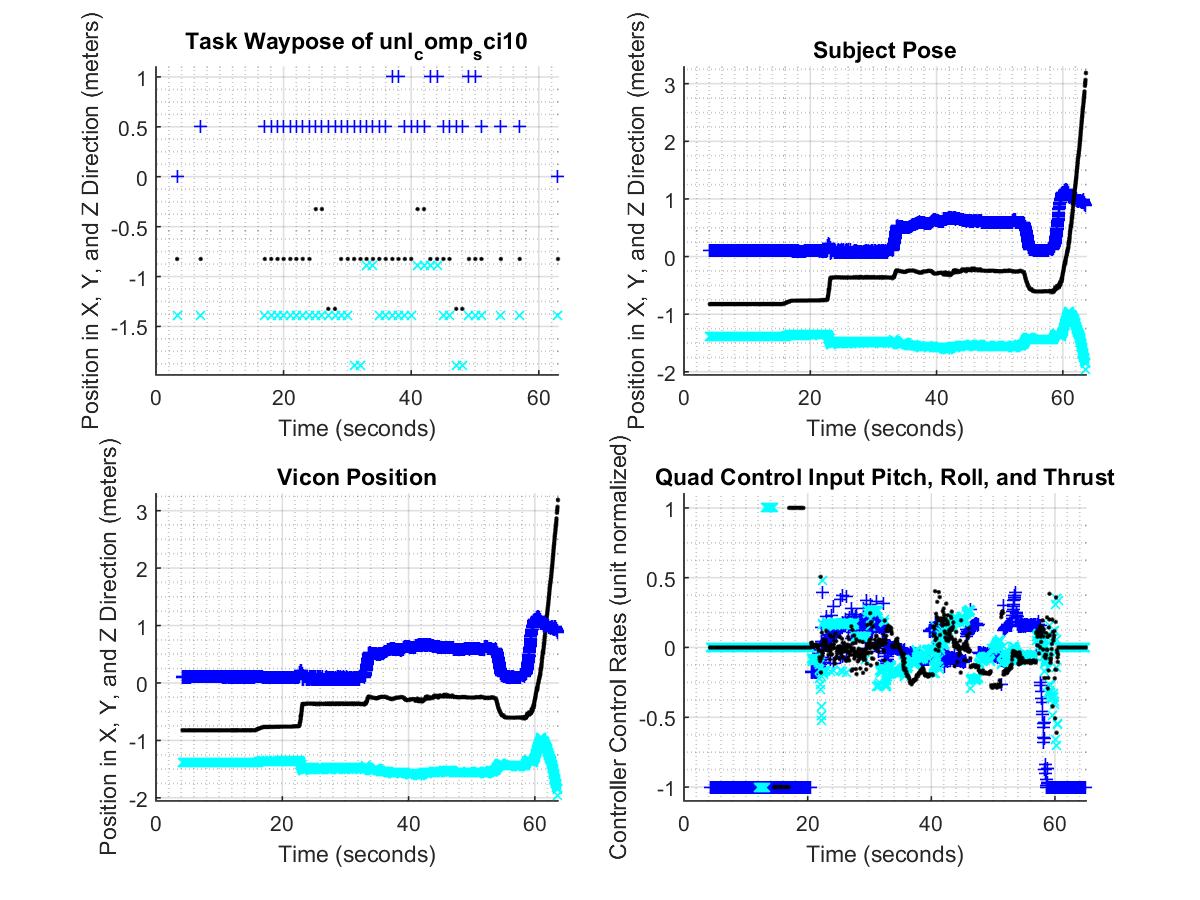 Task Waypose of unl_comp_sci10
Position in X, Y, and Z Direction (meters)
1
0.5
0
-0.5
-1
-1.5
0 20 40 60
Time (seconds)
Subject Pose
Position in X, Y, and Z Direction (meters)
3
2
1
0
-1
-2
0 20 40 60
Time (seconds)
Vicon Position
Position in X, Y, and Z Direction (meters)
3
2
1
0
-1
-2
0 20 40 60
Time (seconds)
Quad Control Input Pitch, Roll, and Thrust
Controller Control Rates (unit normalized)
1
0.5
0
-0.5
-1
0 20 40 60
Time (seconds)